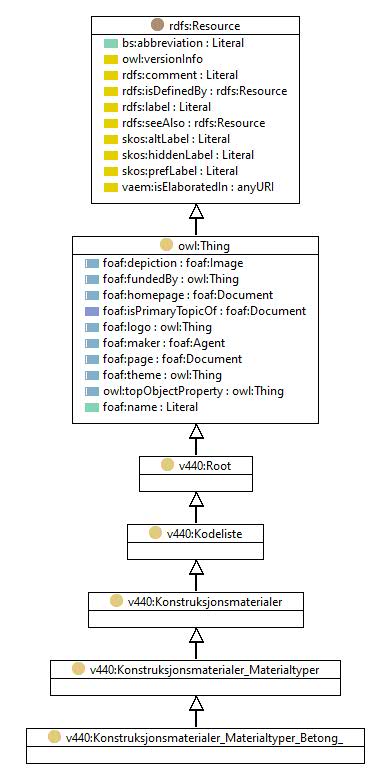 rdfs:Resource
bs:abbreviation : Literal
owl:versionInfo
rdfs:comment : Literal
rdfs:isDefinedBy : rdfs:Resource
rdfs:label : Literal
rdfs:seeAlso : rdfs:Resource
skos:altLabel : Literal
skos:hiddenLabel : Literal
skos:prefLabel : Literal
vaem:isElaboratedIn : anyURI
owl:Thing
foaf:depiction : foaf:Image
foaf:fundedBy : owl:Thing
foaf:homepage : foaf:Document
foaf:isPrimaryTopicOf : foaf:Document
foaf:logo : owl:Thing
foaf:maker : foaf:Agent
foaf:page : foaf:Document
foaf:theme : owl:Thing
owl:topObjectProperty : owl:Thing
foaf:name : Literal
v440:Root
v440:Kodeliste
v440:Konstruksjonsmaterialer
v440:Konstruksjonsmaterialer_Materialtyper
v440:Konstruksjonsmaterialer_Materialtyper_Betong_